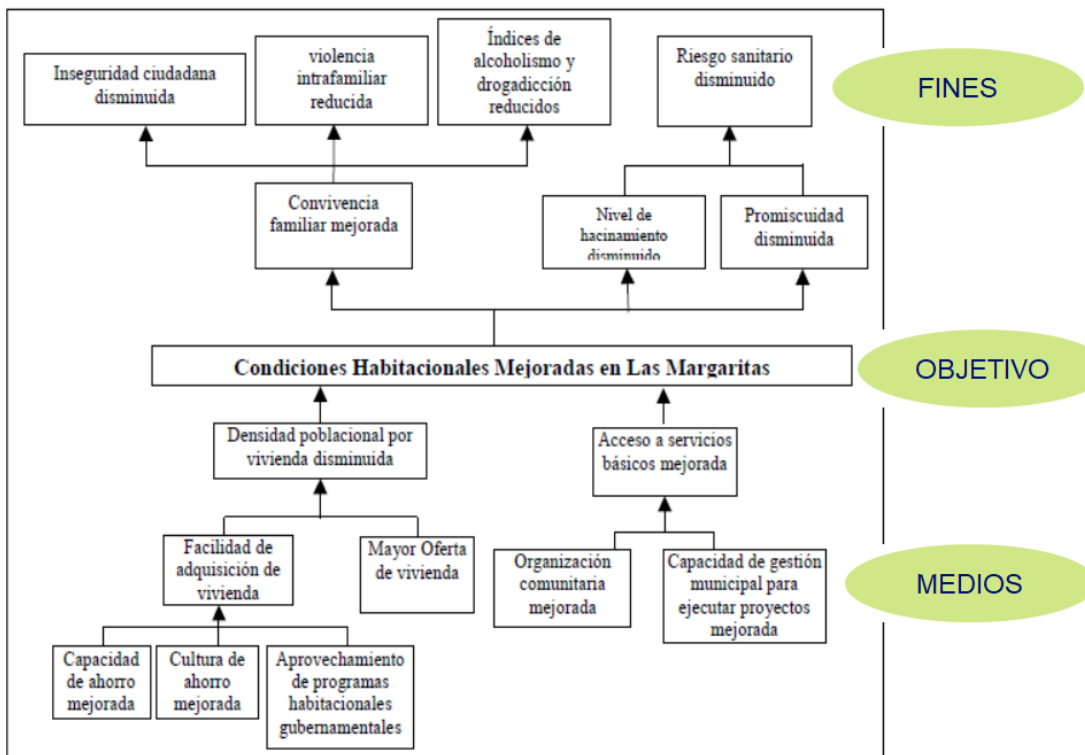 Inseguridad ciudadana
disminuida
violencia
intrafamiliar
reducida
Índices de
alcoholismo y
drogadicción
reducidos
Riesgo sanitario
disminuido
FINES
Convivencia
familiar mejorada
Nivel de
hacinamiento
disminuido
Promiscuidad
disminuida
Condiciones Habitacionales Mejoradas en Las Margaritas
OBJETIVO
Densidad poblacional por
vivienda disminuida
Acceso a servicios
básicos mejorada
Facilidad de
adquisición de
vivienda
Mayor Oferta
de vivienda
Organización
comunitaria
mejorada
Capacidad de gestión
municipal para
ejecutar proyectos
mejorada
MEDIOS
Capacidad
de ahorro
mejorada
Cultura de
ahorro
mejorada
Aprovechamiento
de programas
habitacionales
gubernamentales